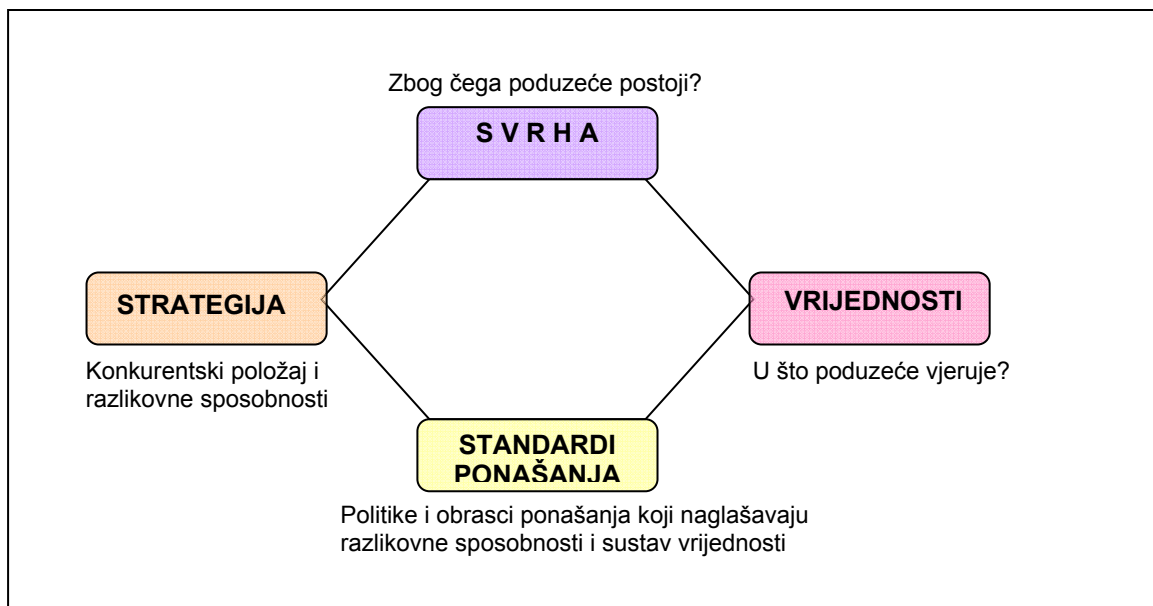 Zbog čega poduzeće postoji?
S V R H A
STRATEGIJA
Konkurentski položaj i
razlikovne sposobnosti
VRIJEDNOSTI
U što poduzeće vjeruje?
STANDARDI
PONAŠANJA
Politike i obrasci ponašanja koji naglašavaju
razlikovne sposobnosti i sustav vrijednosti